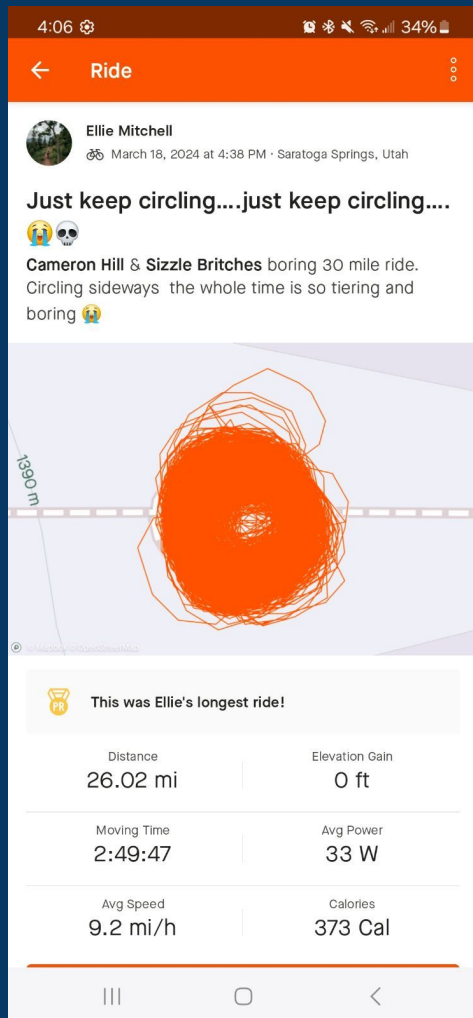 4:06 34%
Ride
Ellie Mitchell
March 18, 2024 at 4:38 PM · Saratoga Springs, Utah
Just keep circling....just keep circling....
😭💀
Cameron Hill & Sizzle Britches boring 30 mile ride.
Circling sideways the whole time is so tiering and
boring 😭
1390 m
PR
This was Ellie's longest ride!
Distance
26.02 mi
Elevation Gain
0 ft
Moving Time
2:49:47
Avg Power
33 W
Avg Speed
9.2 mi/h
Calories
373 Cal